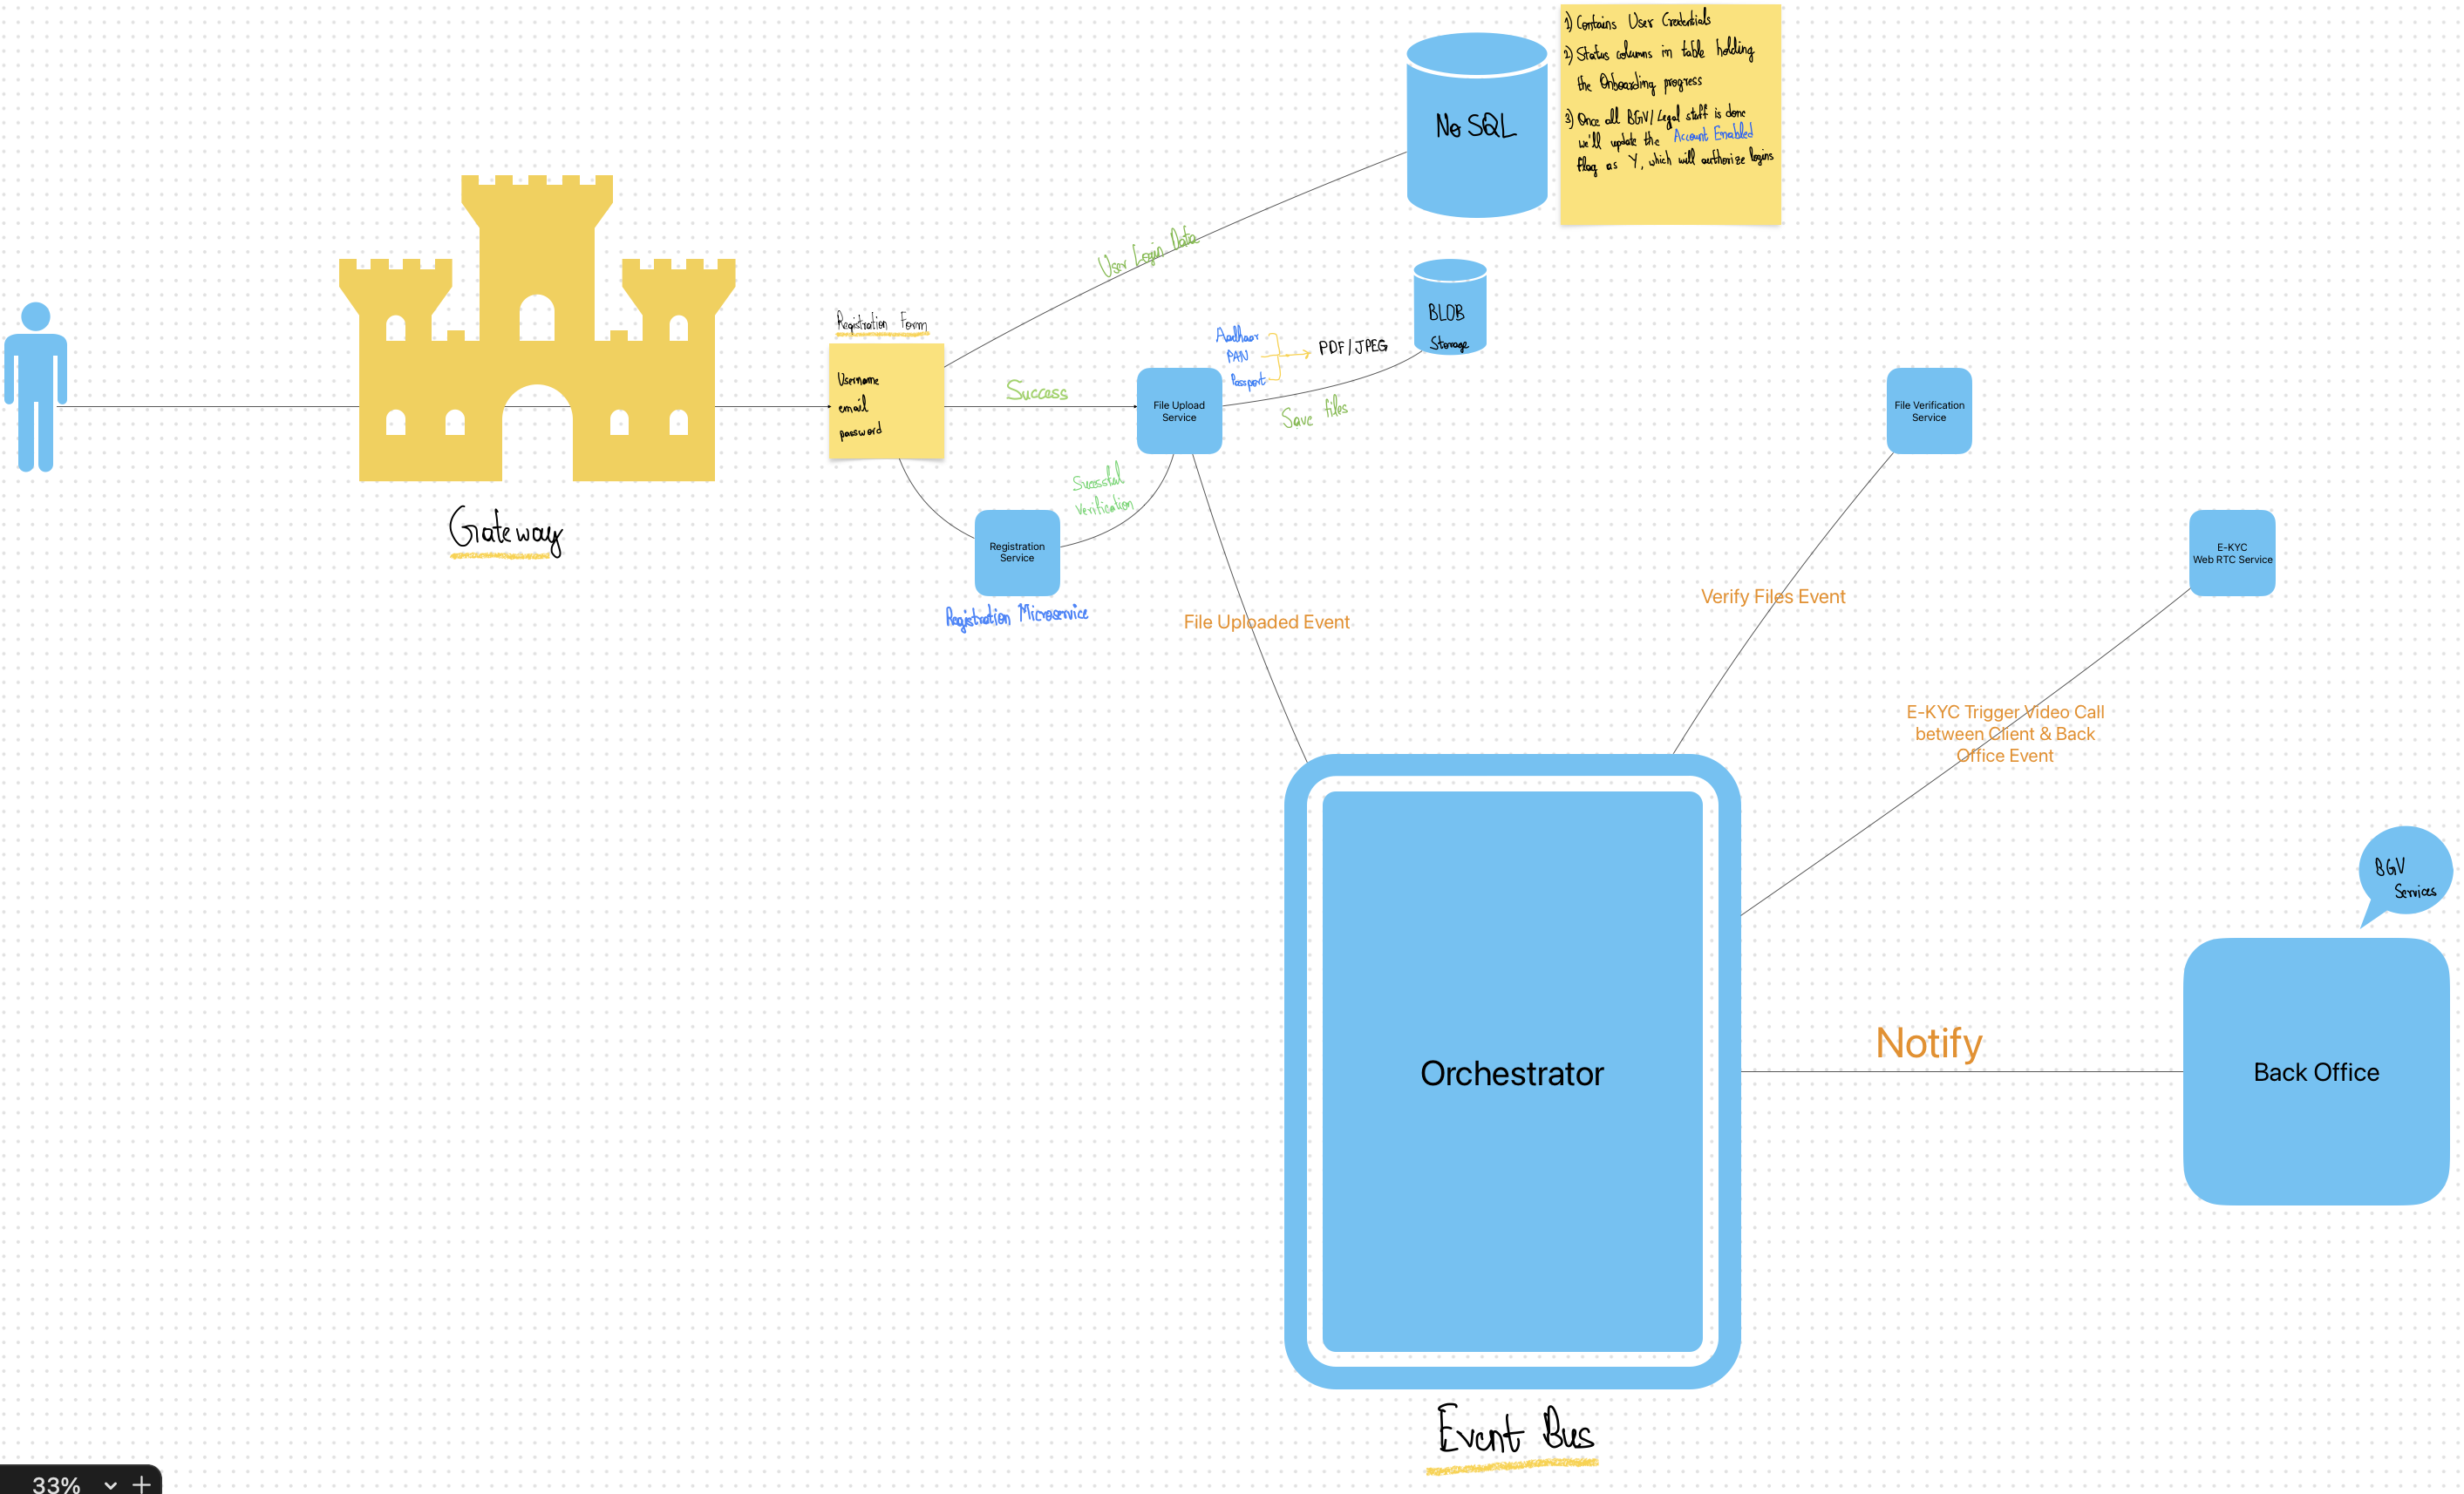 1) Contains User Credentials
2) Status columns in table holding
the Onboarding progress
3) Once all BGV/Legal stuff is done
we'll update the Account Enabled
flag as Y, which will authorize logins
No SQL
User Login Data
BLOB
Storage
Registration Form
Username
email
password
Success
Aadhaar
PAN
Passport
PDF/JPEG
File Upload
Service
Save files
File Verification
Service
Gateway
Sucessful
verification
Registration
Service
Registration Microservice
E-KYC
Web RTC Service
File Uploaded Event
Verify Files Event
E-KYC Trigger Video Call
between Client & Back
Office Event
BGV
Services
Notify
Orchestrator
Back Office
Event Bus
33%